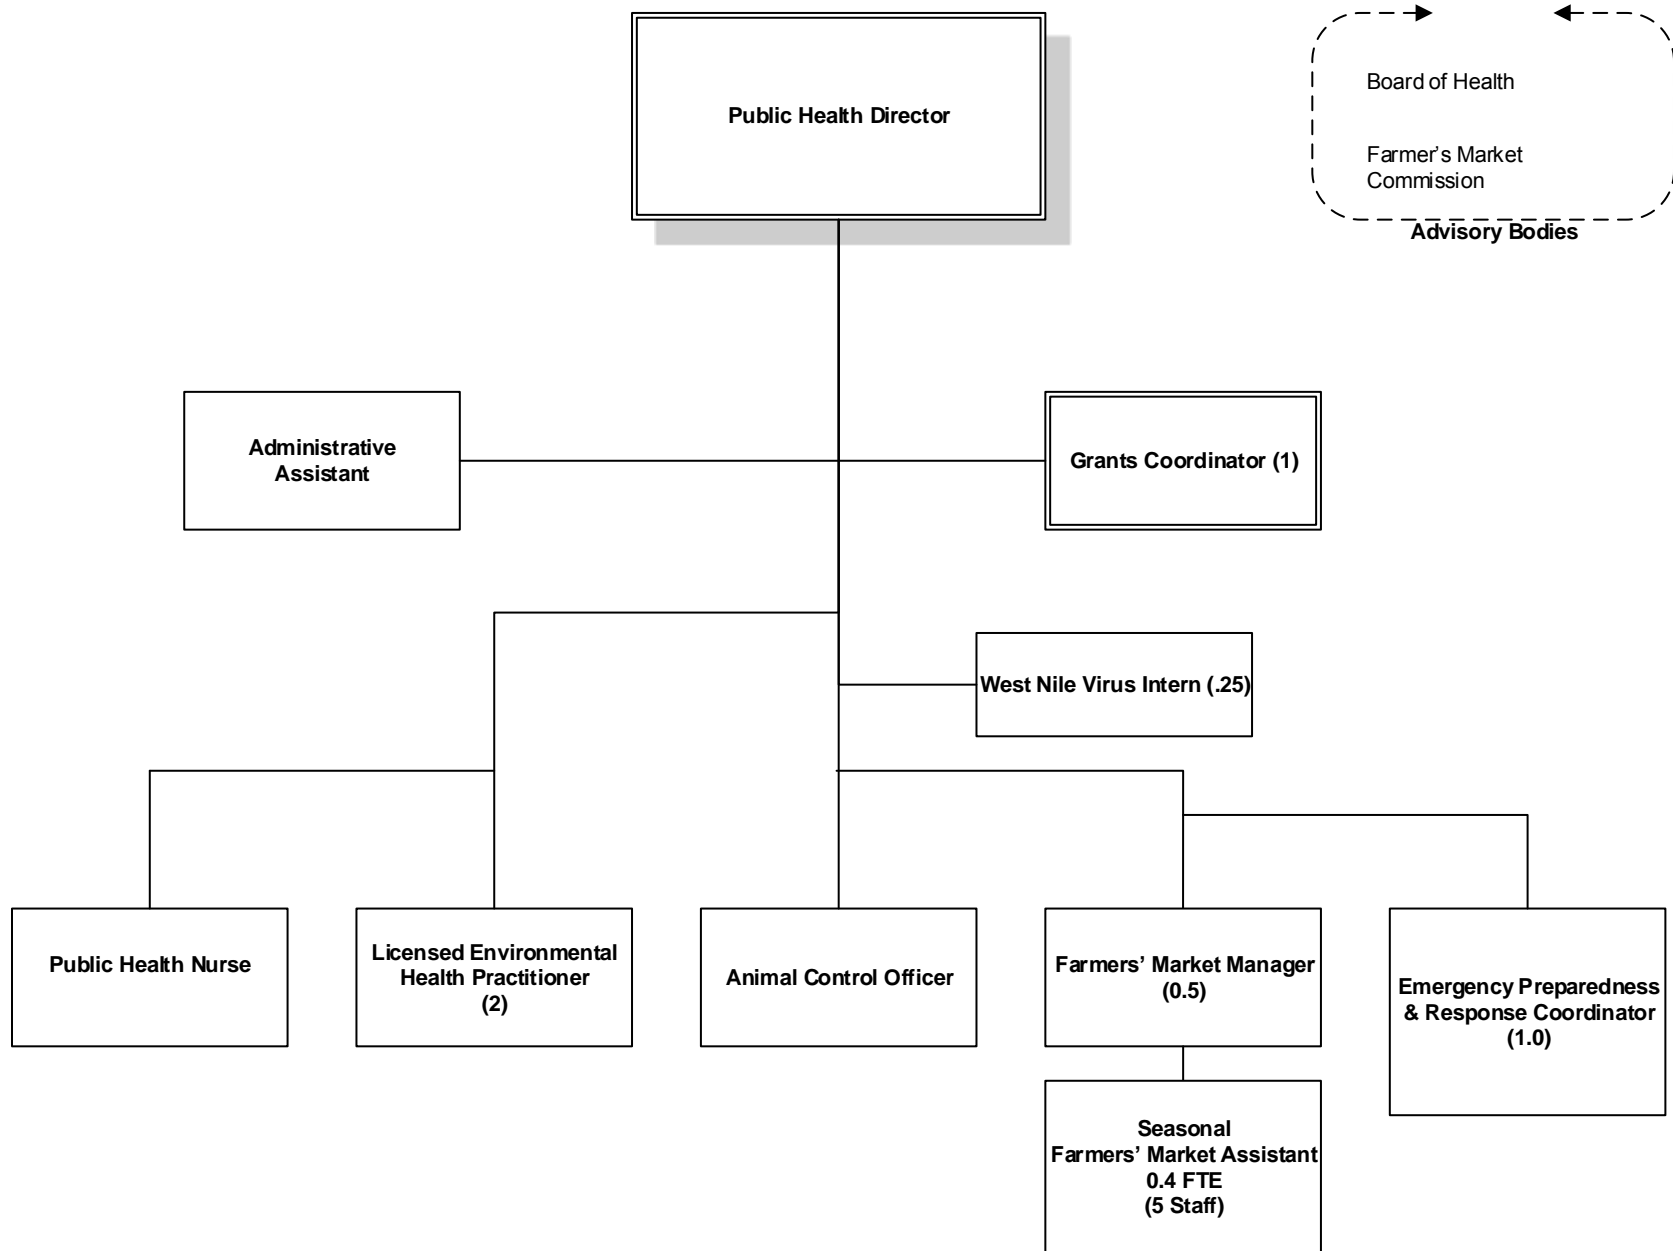 Public Health Director
Board of Health
Farmer’s Market
Commission
Advisory Bodies
Administrative
Assistant
Grants Coordinator (1)
West Nile Virus Intern (.25)
Public Health Nurse
Licensed Environmental
Health Practitioner
(2)
Animal Control Officer
Farmers’ Market Manager
(0.5)
Emergency Preparedness
& Response Coordinator
(1.0)
Seasonal
Farmers’ Market Assistant
0.4 FTE
(5 Staff)